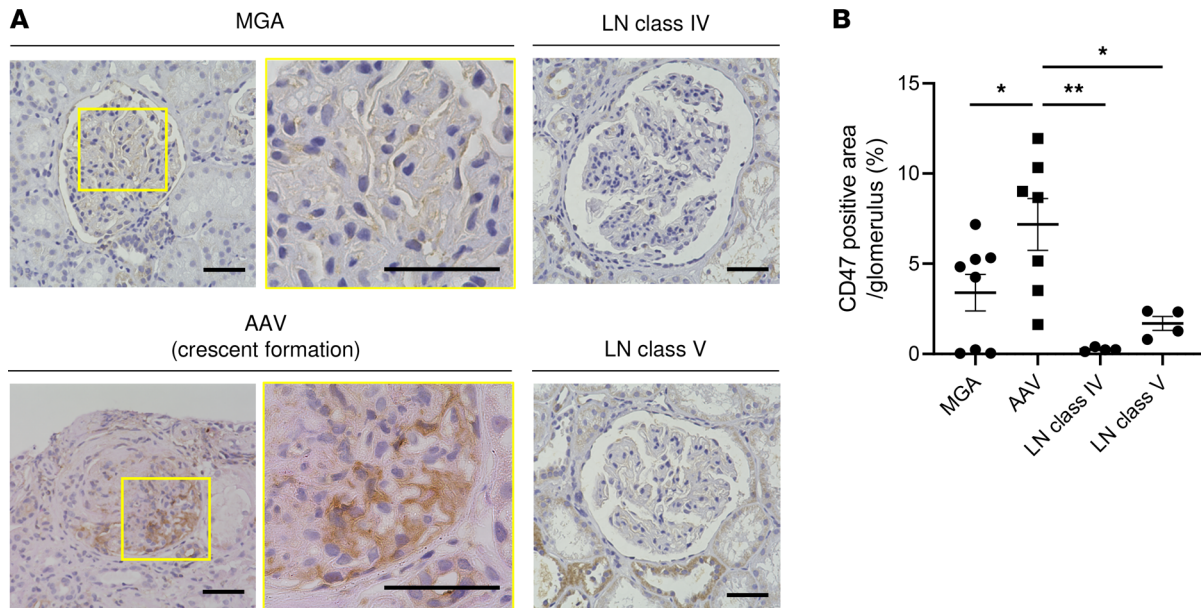 A
MGA
LN class IV
AAV
(crescent formation)
LN class V
B
CD47 positive area
/glomerulus (%)
15
10
5
0
*
**
*
MGA
AAV
LN class IV
LN class V